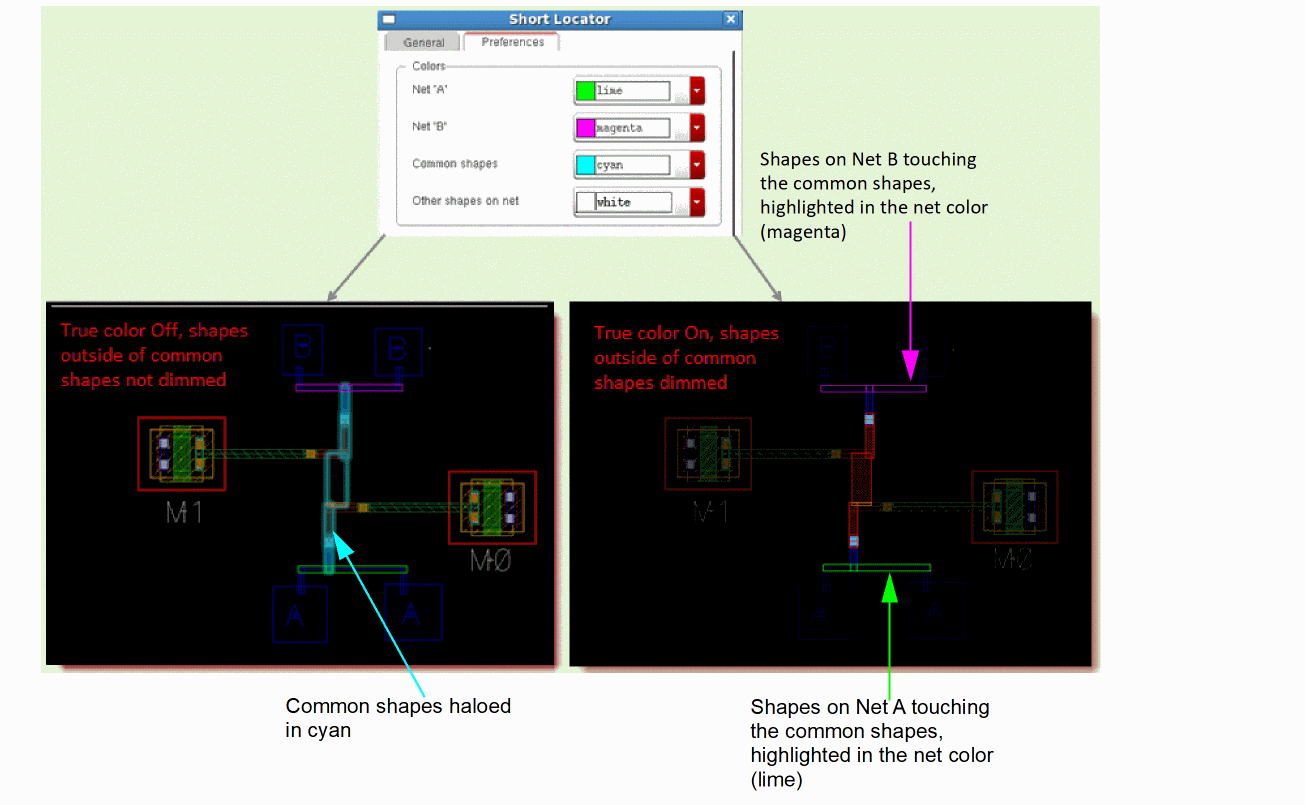 Short Locator
General
Preferences
Colors
Net "A"
lime
Net "B"
magenta
Common shapes
cyan
Other shapes on net
white
Shapes on Net B touching
the common shapes,
highlighted in the net color
(magenta)
True color Off, shapes
outside of common
shapes not dimmed
B
B
M1
M0
A
A
True color On, shapes
outside of common
shapes dimmed
M1
M0
A
A
Common shapes haloed
in cyan
Shapes on Net A touching
the common shapes,
highlighted in the net color
(lime)